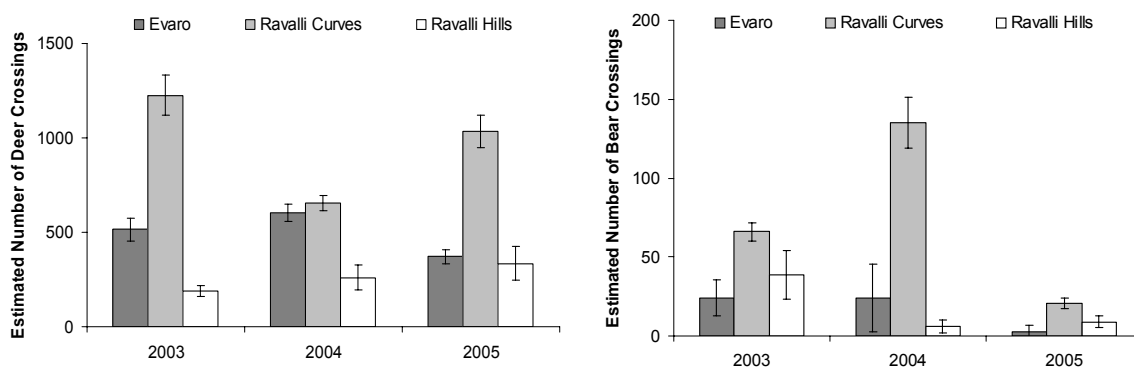 Evaro Ravalli Curves Ravalli Hills
Estimated Number of Deer Crossings
1500
1000
500
0
2003 2004 2005
Evaro Ravalli Curves Ravalli Hills
Estimated Number of Bear Crossings
200
150
100
50
0
2003 2004 2005